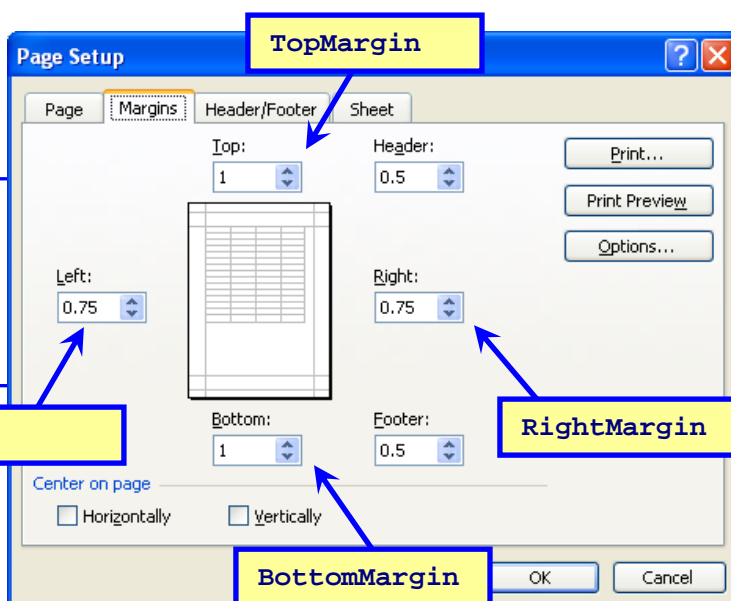 TopMargin
Page Setup
Page Margins Header/Footer Sheet
Top: Header:
1 0.5
Print...
Print Preview
Options...
Left: Right:
0.75 0.75
Bottom: Footer:
1 0.5
RightMargin
Center on page
Horizontally Vertically
BottomMargin
OK Cancel